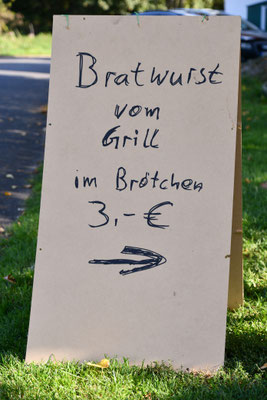 Bratwurst
vom
Grill
im Brötchen
3,-€
→